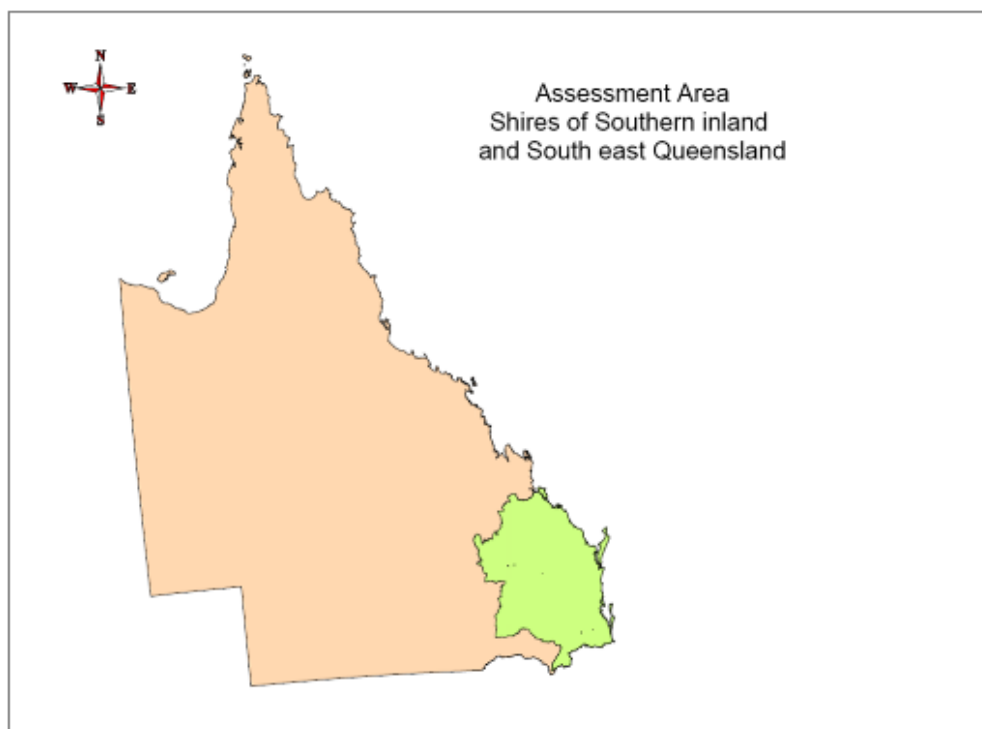 N
W E
S
Assessment Area
Shires of Southern inland
and South east Queensland